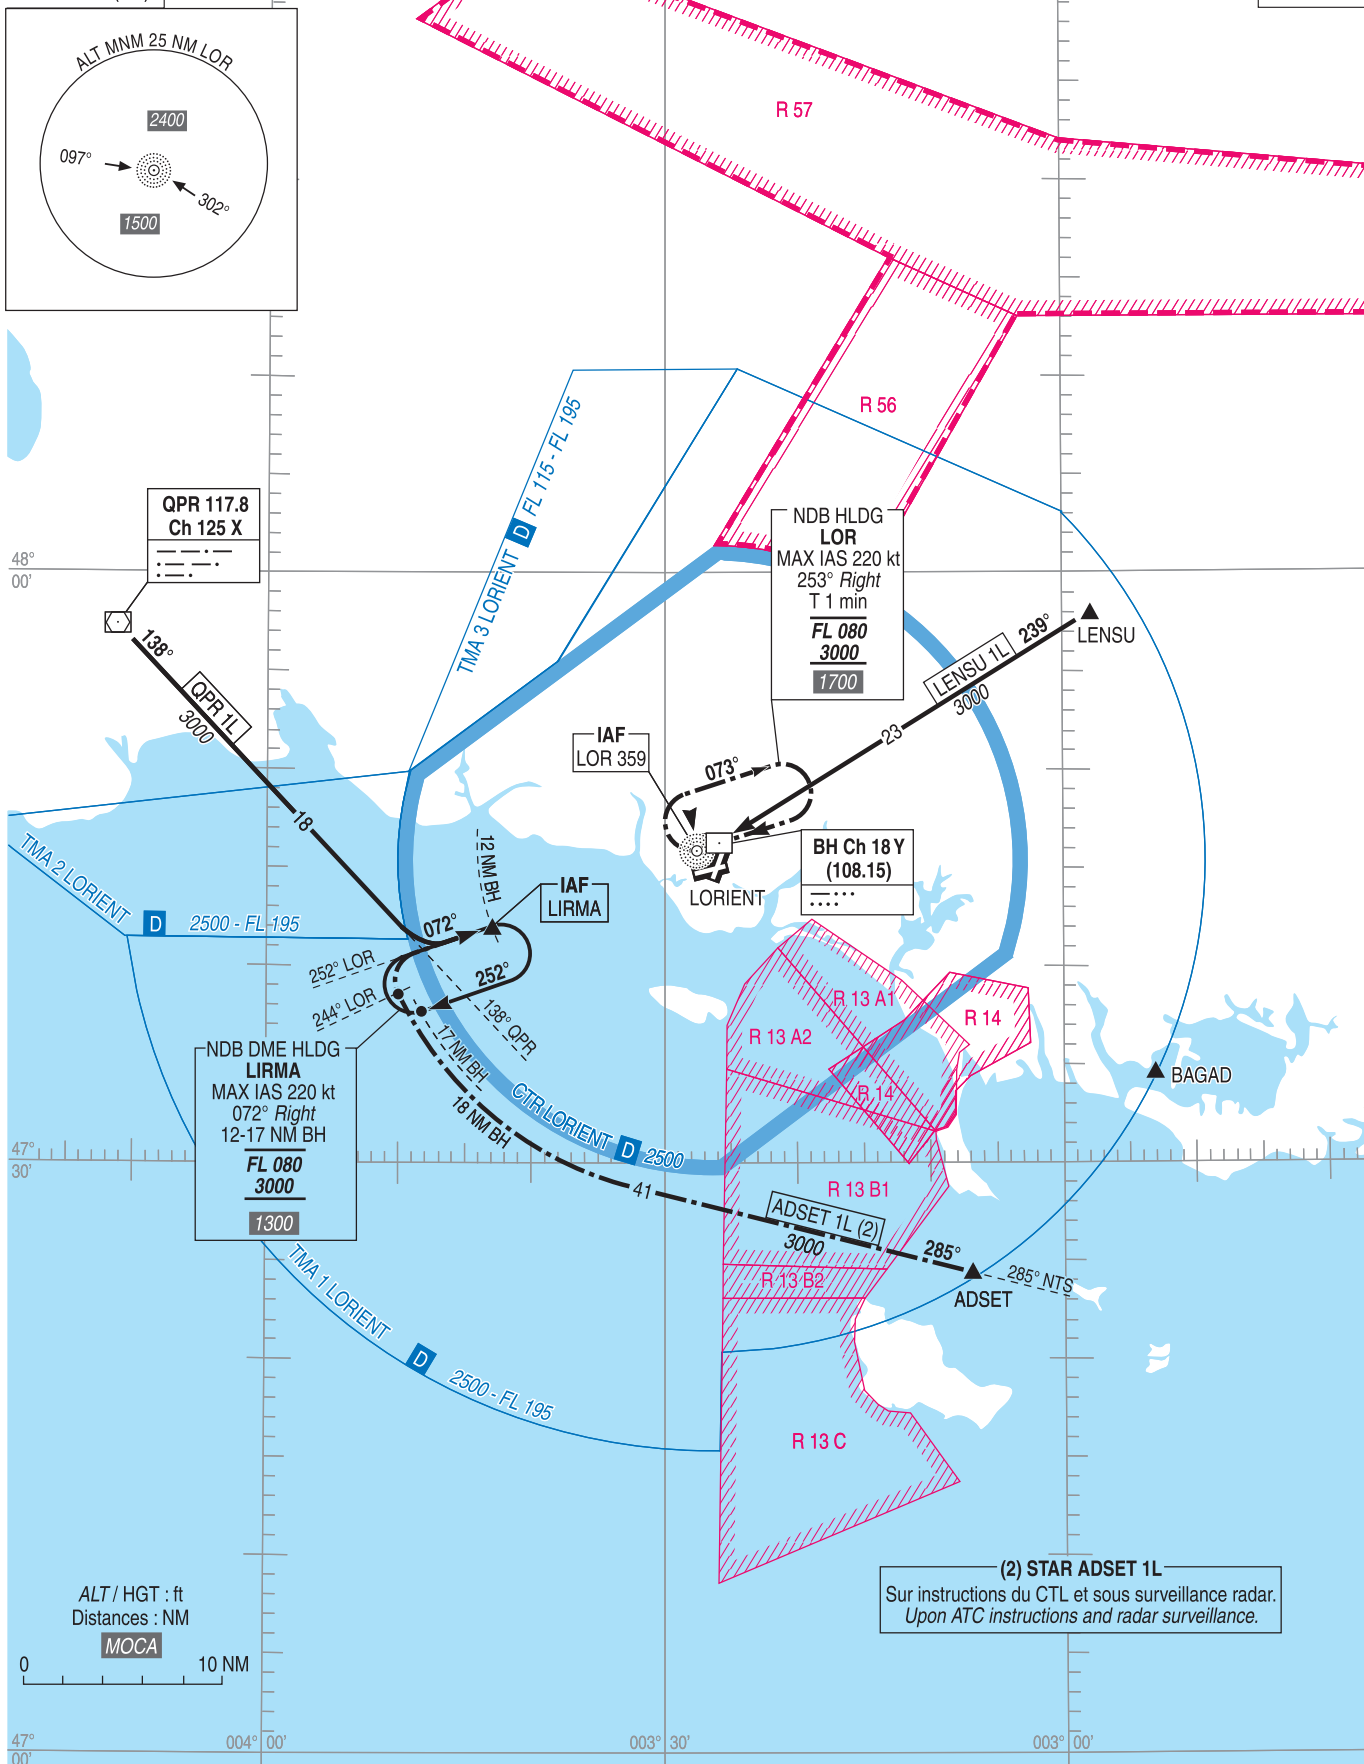 ALT MNM 25 NM LOR
2400
097°
302°
1500
R 57
R 56
TMA 3 LORIENT D FL 115 - FL 195
QPR 117.8
Ch 125 X
48°
00'
NDB HLDG
LOR
MAX IAS 220 kt
253° Right
T 1 min
FL 080
3000
1700
138°
QPR 1L
3000
18
239°
LENSU
LENSU 1L
3000
23
IAF
LOR 359
073°
BH Ch 18 Y
(108.15)
LORIENT
12 NM BH
IAF
LIRMA
TMA 2 LORIENT
D 2500 - FL 195
072°
252° LOR
252°
244° LOR
138° QPR
17 NM BH
18 NM BH
R 13 A1
R 13 A2
R 14
R 14
BAGAD
NDB DME HLDG
LIRMA
MAX IAS 220 kt
072° Right
12-17 NM BH
FL 080
3000
1300
CTR LORIENT D 2500
47°
30'
41
R 13 B1
ADSET 1L (2)
3000
285°
285° NTS
ADSET
R 13 B2
TMA 1 LORIENT
D 2500 - FL 195
R 13 C
(2) STAR ADSET 1L
Sur instructions du CTL et sous surveillance radar.
Upon ATC instructions and radar surveillance.
ALT / HGT : ft
Distances : NM
MOCA
0 10 NM
47°
00'
004° 00'
003° 30'
003° 00'